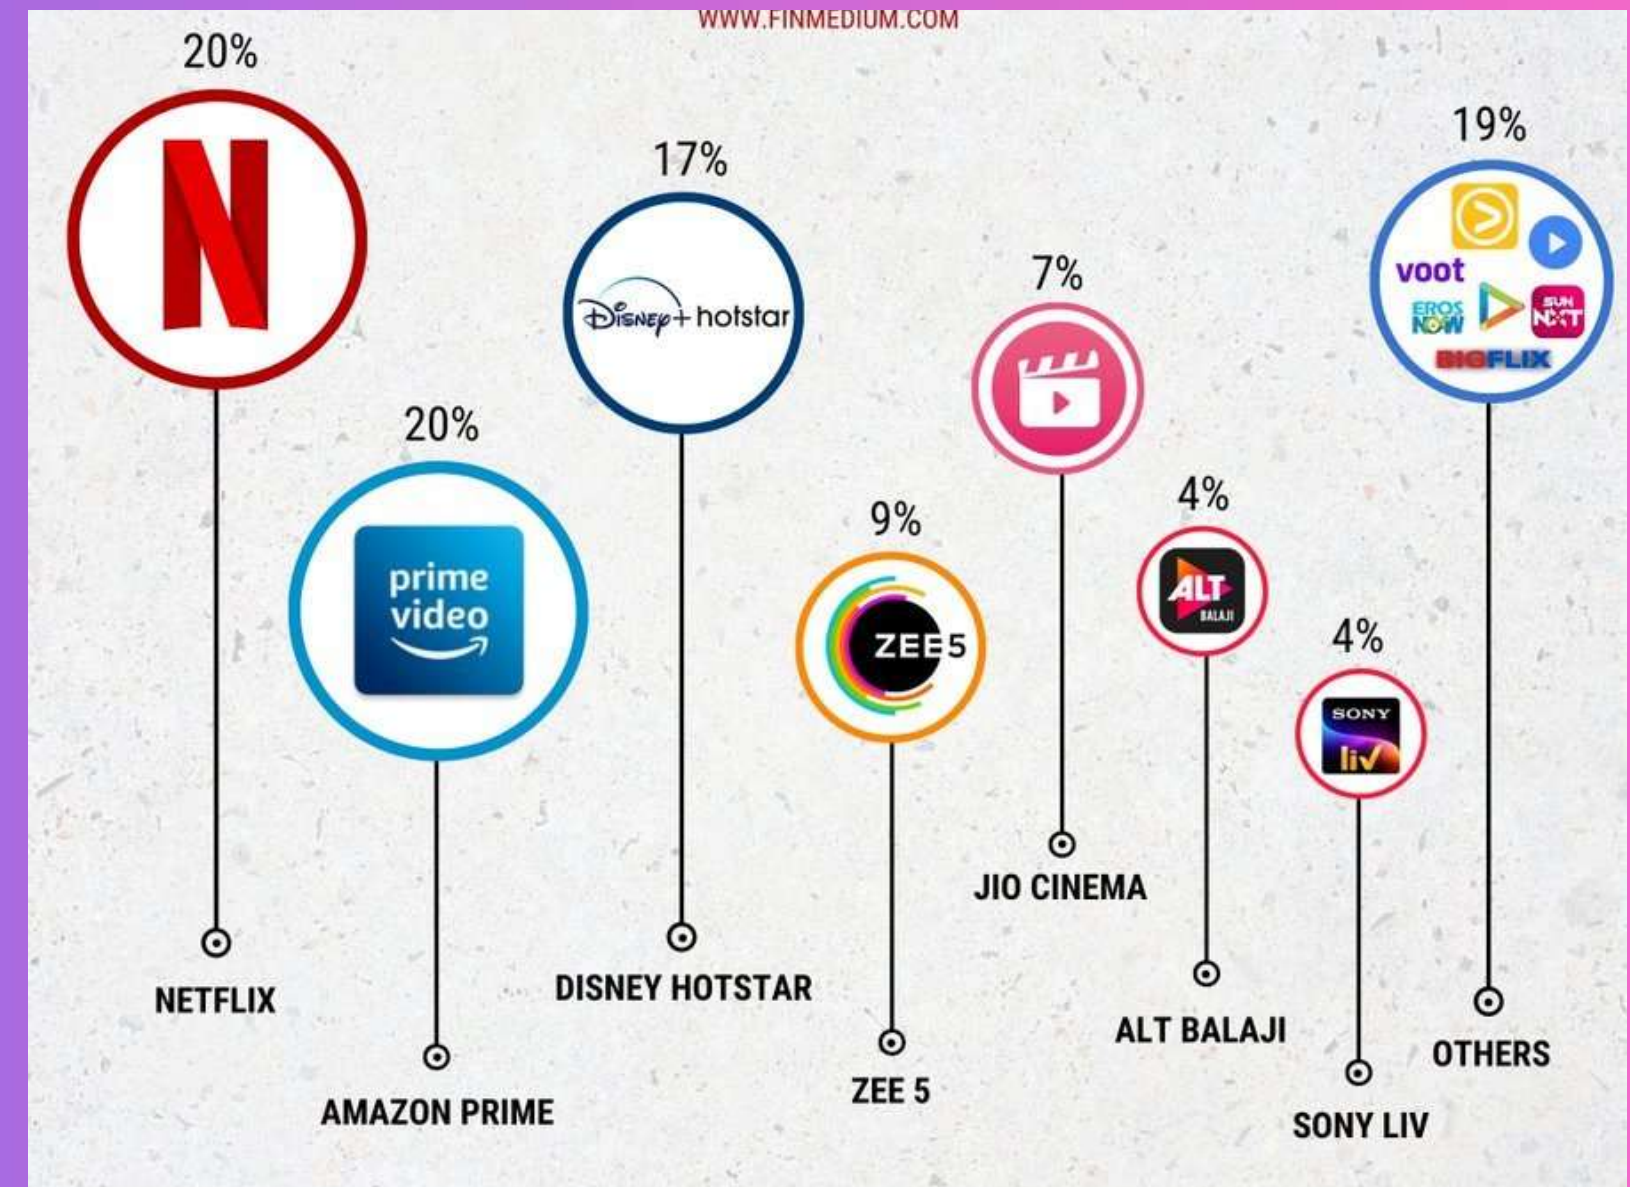 WWW.FINMEDIUM.COM
20%
NETFLIX
20%
prime
video
AMAZON PRIME
17%
Disney+ hotstar
DISNEY HOTSTAR
9%
ZEE5
ZEE 5
7%
JIO CINEMA
4%
ALT
BALAJI
ALT BALAJI
4%
SONY
liv
SONY LIV
19%
voot
EROS
NOW
SUN
NXT
BIGFLIX
OTHERS